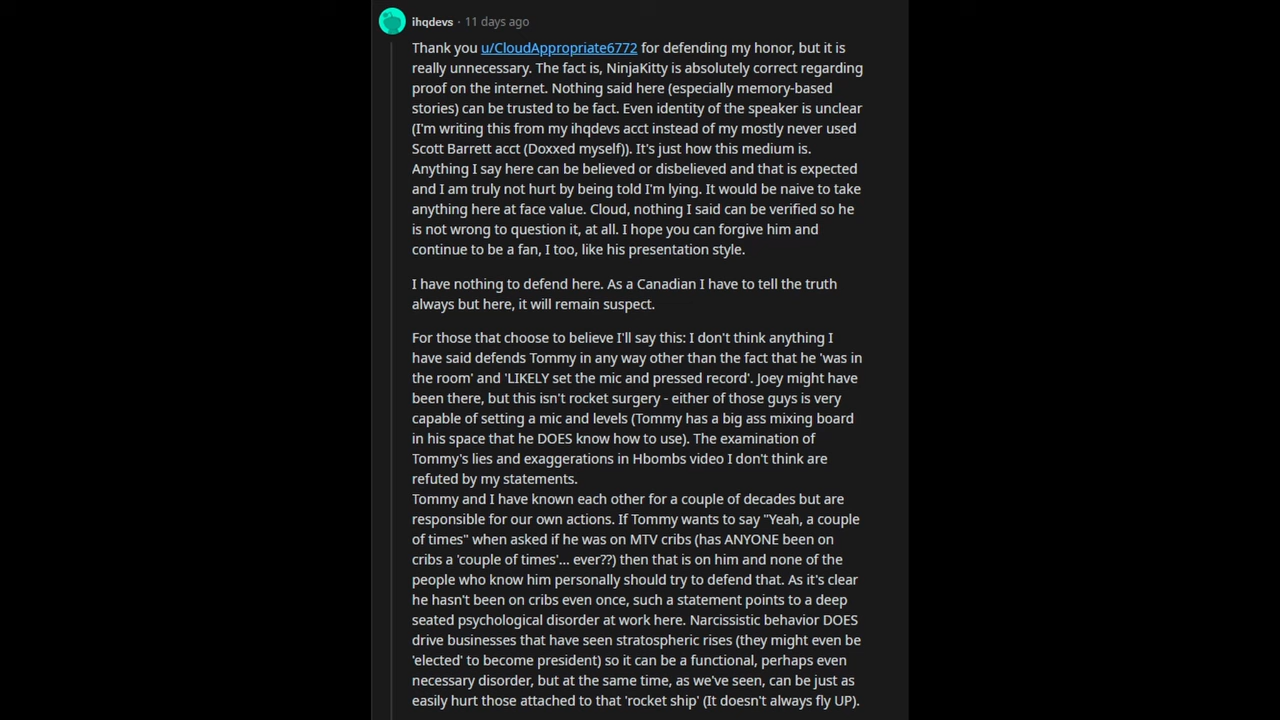 ihqdevs · 11 days ago
Thank you u/CloudAppropriate6772 for defending my honor, but it is
really unnecessary. The fact is, NinjaKitty is absolutely correct regarding
proof on the internet. Nothing said here (especially memory-based
stories) can be trusted to be fact. Even identity of the speaker is unclear
(I'm writing this from my ihqdevs acct instead of my mostly never used
Scott Barrett acct (Doxxed myself)). It's just how this medium is.
Anything I say here can be believed or disbelieved and that is expected
and I am truly not hurt by being told I'm lying. It would be naive to take
anything here at face value. Cloud, nothing I said can be verified so he
is not wrong to question it, at all. I hope you can forgive him and
continue to be a fan, I too, like his presentation style.
I have nothing to defend here. As a Canadian I have to tell the truth
always but here, it will remain suspect.
For those that choose to believe I'll say this: I don't think anything I
have said defends Tommy in any way other than the fact that he 'was in
the room' and 'LIKELY set the mic and pressed record'. Joey might have
been there, but this isn't rocket surgery - either of those guys is very
capable of setting a mic and levels (Tommy has a big ass mixing board
in his space that he DOES know how to use). The examination of
Tommy's lies and exaggerations in Hbombs video I don't think are
refuted by my statements.
Tommy and I have known each other for a couple of decades but are
responsible for our own actions. If Tommy wants to say "Yeah, a couple
of times" when asked if he was on MTV cribs (has ANYONE been on
cribs a 'couple of times'... ever??) then that is on him and none of the
people who know him personally should try to defend that. As it's clear
he hasn't been on cribs even once, such a statement points to a deep
seated psychological disorder at work here. Narcissistic behavior DOES
drive businesses that have seen stratospheric rises (they might even be
'elected' to become president) so it can be a functional, perhaps even
necessary disorder, but at the same time, as we've seen, can be just as
easily hurt those attached to that 'rocket ship' (It doesn't always fly UP).